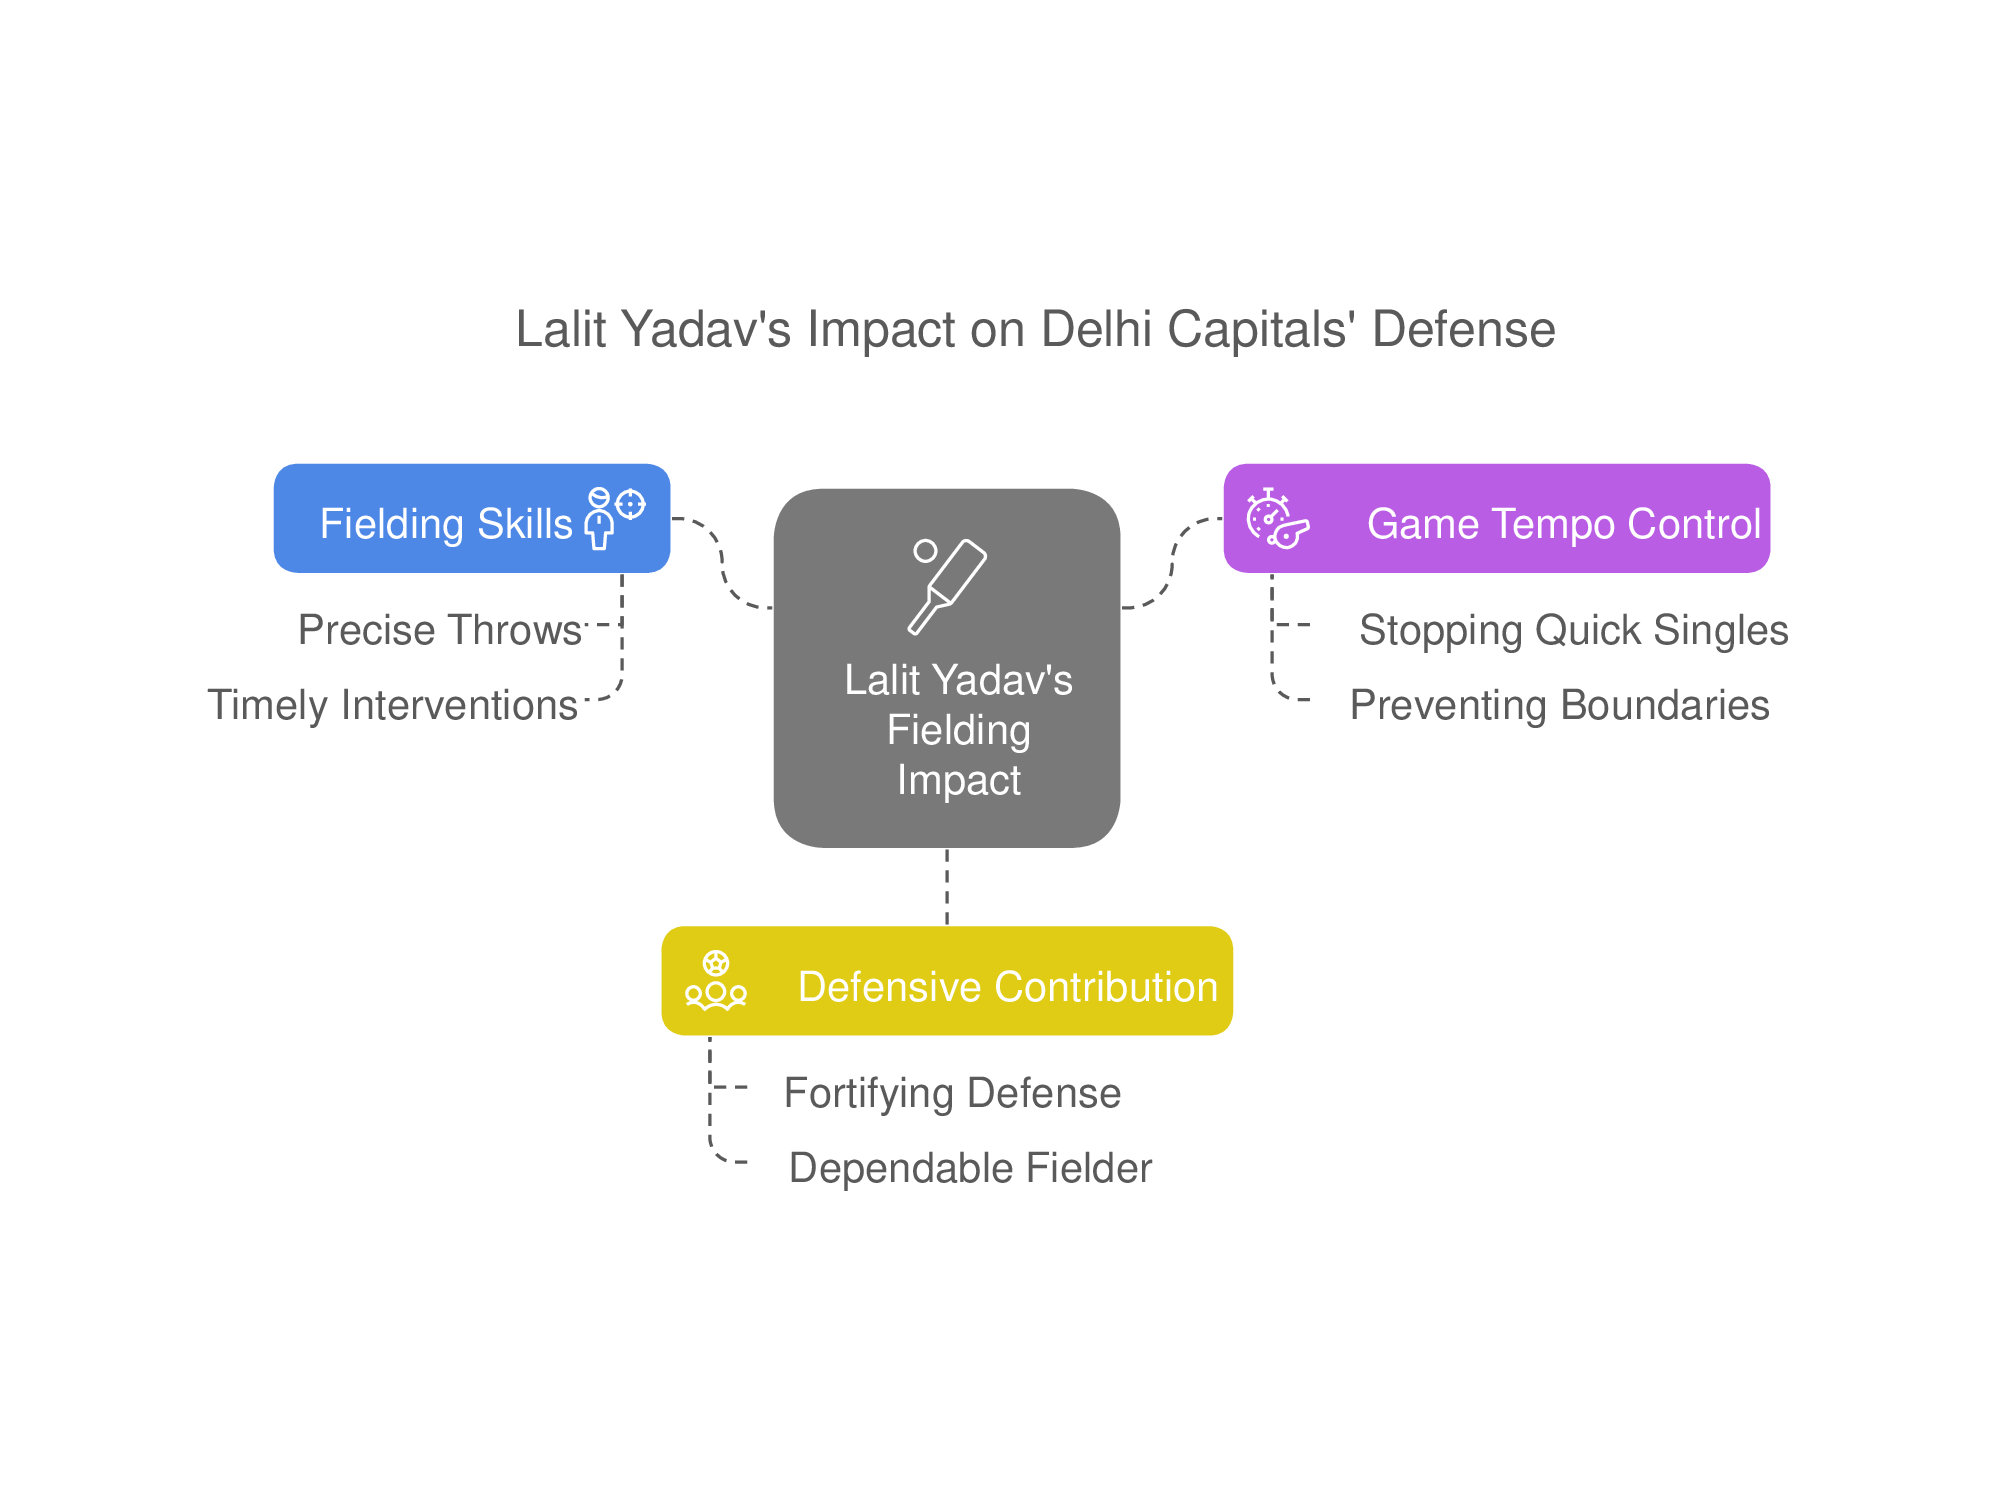 Lalit Yadav's Impact on Delhi Capitals' Defense
Fielding Skills
Precise Throws
Timely Interventions
Lalit Yadav's
Fielding
Impact
Game Tempo Control
Stopping Quick Singles
Preventing Boundaries
Defensive Contribution
Fortifying Defense
Dependable Fielder